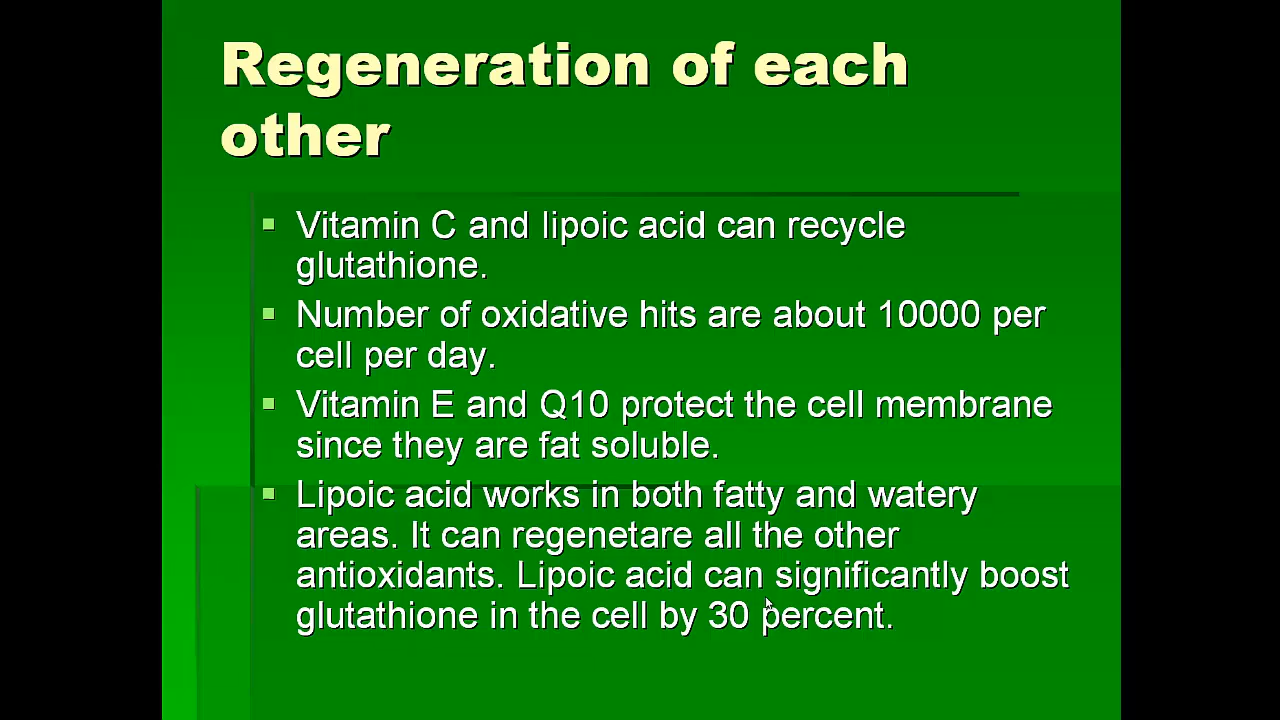 Regeneration of each
other
Vitamin C and lipoic acid can recycle
glutathione.
Number of oxidative hits are about 10000 per
cell per day.
Vitamin E and Q10 protect the cell membrane
since they are fat soluble.
Lipoic acid works in both fatty and watery
areas. It can regenetare all the other
antioxidants. Lipoic acid can significantly boost
glutathione in the cell by 30 percent.